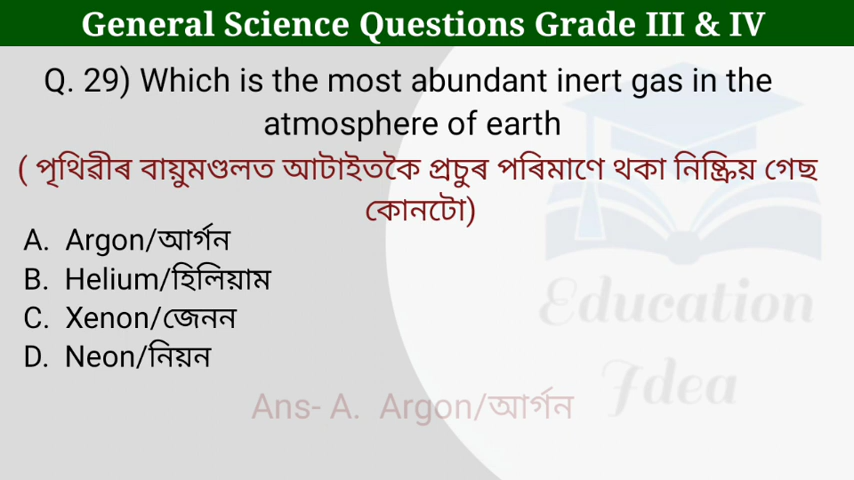 General Science Questions Grade III & IV
Q. 29) Which is the most abundant inert gas in the
atmosphere of earth
( পৃথিৱীৰ বায়ুমণ্ডলত আটাইতকৈ প্ৰচুৰ পৰিমাণে থকা নিষ্ক্ৰিয় গেছ
কোনটো)
A. Argon/আৰ্গন
B. Helium/হিলিয়াম
C. Xenon/জেনন
D. Neon/নিয়ন
Education
Idea
Ans- A. Argon/আৰ্গন